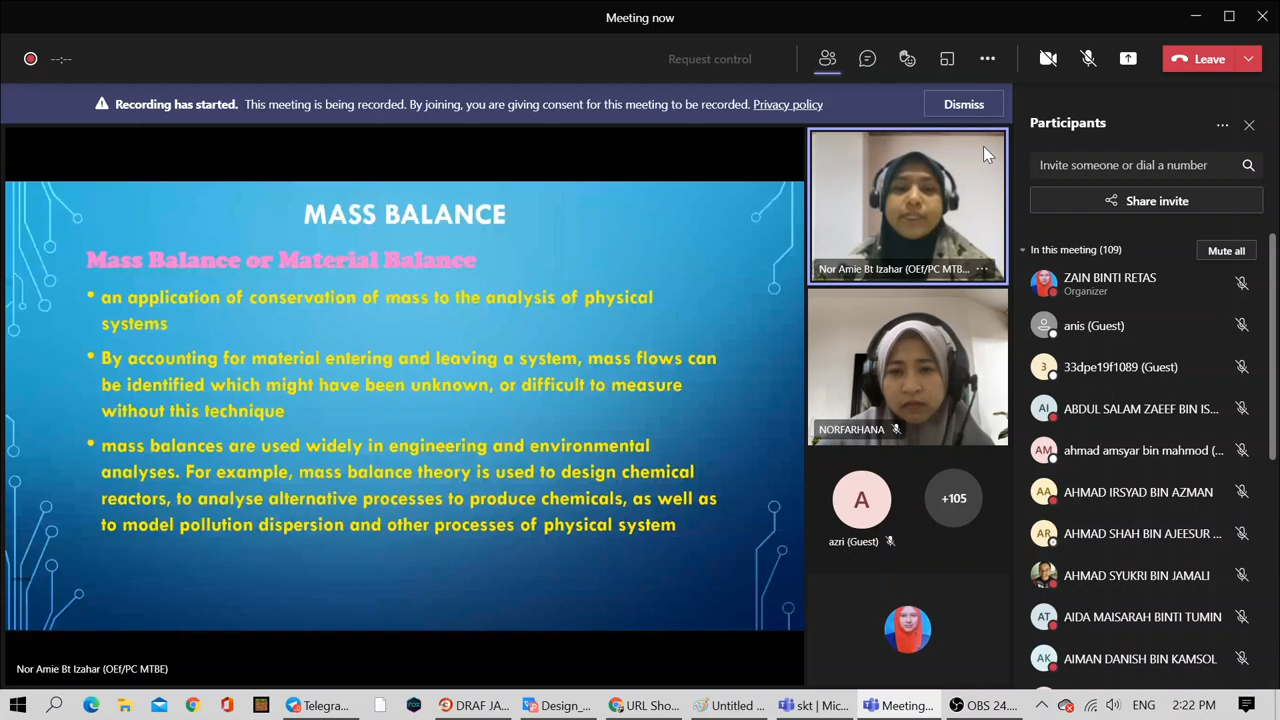 Meeting now
--:--
Request control
Leave
Recording has started. This meeting is being recorded. By joining, you are giving consent for this meeting to be recorded. Privacy policy
Dismiss
MASS BALANCE
Mass Balance or Material Balance
• an application of conservation of mass to the analysis of physical
systems
• By accounting for material entering and leaving a system, mass flows can
be identified which might have been unknown, or difficult to measure
without this technique
• mass balances are used widely in engineering and environmental
analyses. For example, mass balance theory is used to design chemical
reactors, to analyse alternative processes to produce chemicals, as well as
to model pollution dispersion and other processes of physical system
Nor Amie Bt Izahar (OEf/PC MTBE)
Nor Amie Bt Izahar (OEf/PC MTB...
NORFARHANA
A
+105
azri (Guest)
Participants
Invite someone or dial a number
Share invite
In this meeting (109)
Mute all
ZAIN BINTI RETAS
Organizer
anis (Guest)
3 33dpe19f1089 (Guest)
AI ABDUL SALAM ZAEEF BIN IS...
AM ahmad amsyar bin mahmod (...
AA AHMAD IRSYAD BIN AZMAN
AR AHMAD SHAH BIN AJEESUR ...
AHMAD SYUKRI BIN JAMALI
AT AIDA MAISARAH BINTI TUMIN
AK AIMAN DANISH BIN KAMSOL
Telegra...
DRAF JA...
Design_...
URL Sho...
Untitled ...
skt | Mic...
Meeting...
OBS 24....
ENG
2:22 PM